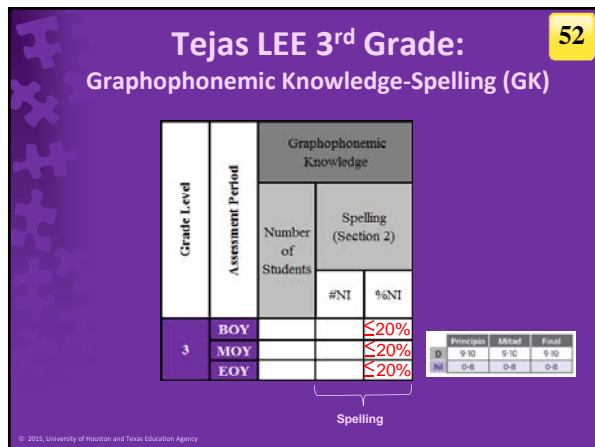 Tejas LEE 3rd Grade:
52
Graphophonemic Knowledge-Spelling (GK)
Grade Level
Assessment Period
Graphophonemic
Knowledge
Number
of
Students
Spelling
(Section 2)
#NI %NI
3
BOY ≤20%
MOY ≤20%
EOY ≤20%
Principio Mitad Final
D 9-10 9-10 9-10
NI 0-8 0-8 0-8
Spelling
© 2015, University of Houston and Texas Education Agency